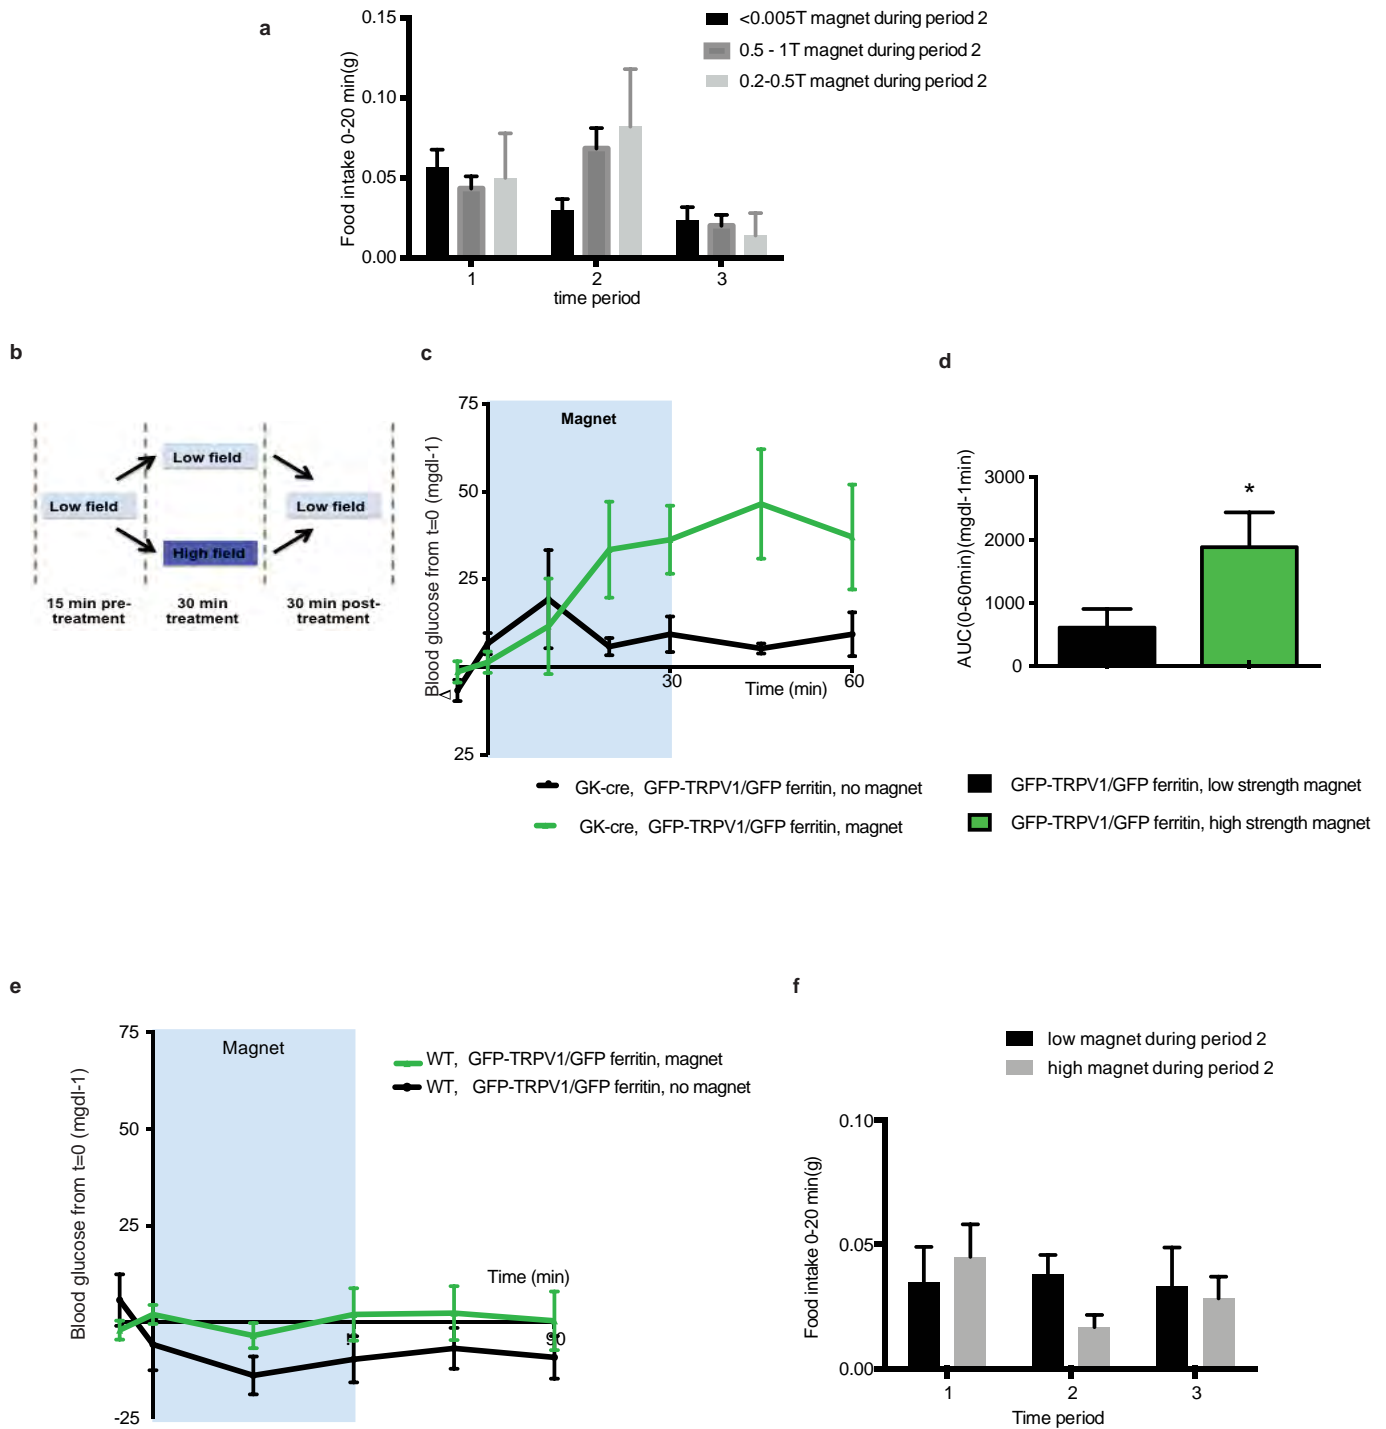 a
<0.005T magnet during period 2
0.5 - 1T magnet during period 2
0.2-0.5T magnet during period 2
Food intake 0-20 min(g)
0.15
0.10
0.05
0.00
1
2
3
time period
b
Low field
Low field
High field
Low field
15 min pre-
treatment
30 min
treatment
30 min post-
treatment
c
Magnet
Δ Blood glucose from t=0 (mgdl-1)
75
50
25
25
30
60
Time (min)
GK-cre, GFP-TRPV1/GFP ferritin, no magnet
GK-cre, GFP-TRPV1/GFP ferritin, magnet
d
AUC(0-60min)(mgdl-1min)
3000
2000
1000
0
*
GFP-TRPV1/GFP ferritin, low strength magnet
GFP-TRPV1/GFP ferritin, high strength magnet
e
Magnet
Blood glucose from t=0 (mgdl-1)
75
50
25
-25
Time (min)
90
WT, GFP-TRPV1/GFP ferritin, magnet
WT, GFP-TRPV1/GFP ferritin, no magnet
f
low magnet during period 2
high magnet during period 2
Food intake 0-20 min(g)
0.10
0.05
0.00
1
2
3
Time period